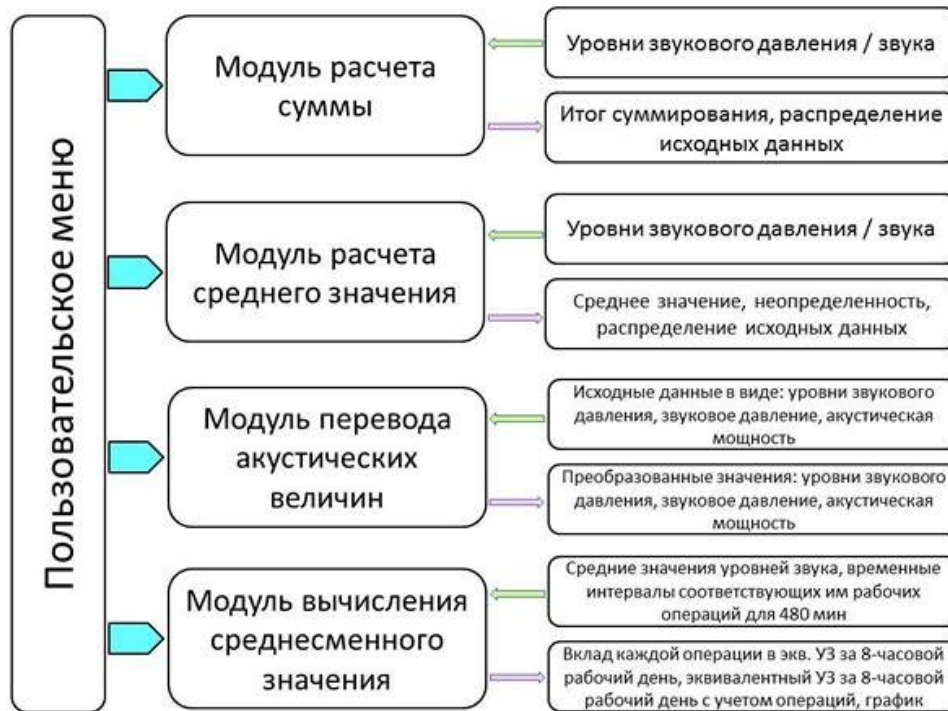 Пользовательское меню
Модуль расчета
суммы
Уровни звукового давления / звука
Итог суммирования, распределение
исходных данных
Модуль расчета
среднего значения
Уровни звукового давления / звука
Среднее значение, неопределенность,
распределение исходных данных
Модуль перевода
акустических
величин
Исходные данные в виде: уровни звукового
давления, звуковое давление, акустическая
мощность
Преобразованные значения: уровни звукового
давления, звуковое давление, акустическая
мощность
Модуль вычисления
среднесменного
значения
Средние значения уровней звука, временные
интервалы соответствующих им рабочих
операций для 480 мин
Вклад каждой операции в экв. УЗ за 8-часовой
рабочий день, эквивалентный УЗ за 8-часовой
рабочий день с учетом операций, график